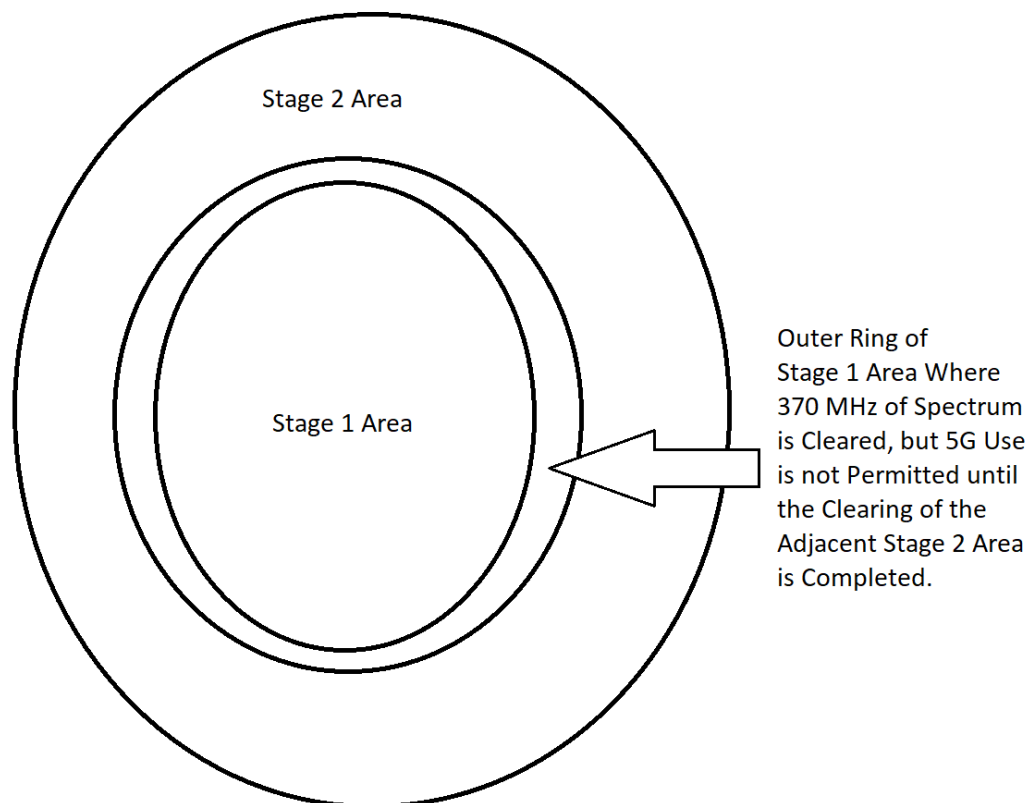 Stage 2 Area
Stage 1 Area
Outer Ring of
Stage 1 Area Where
370 MHz of Spectrum
is Cleared, but 5G Use
is not Permitted until
the Clearing of the
Adjacent Stage 2 Area
is Completed.